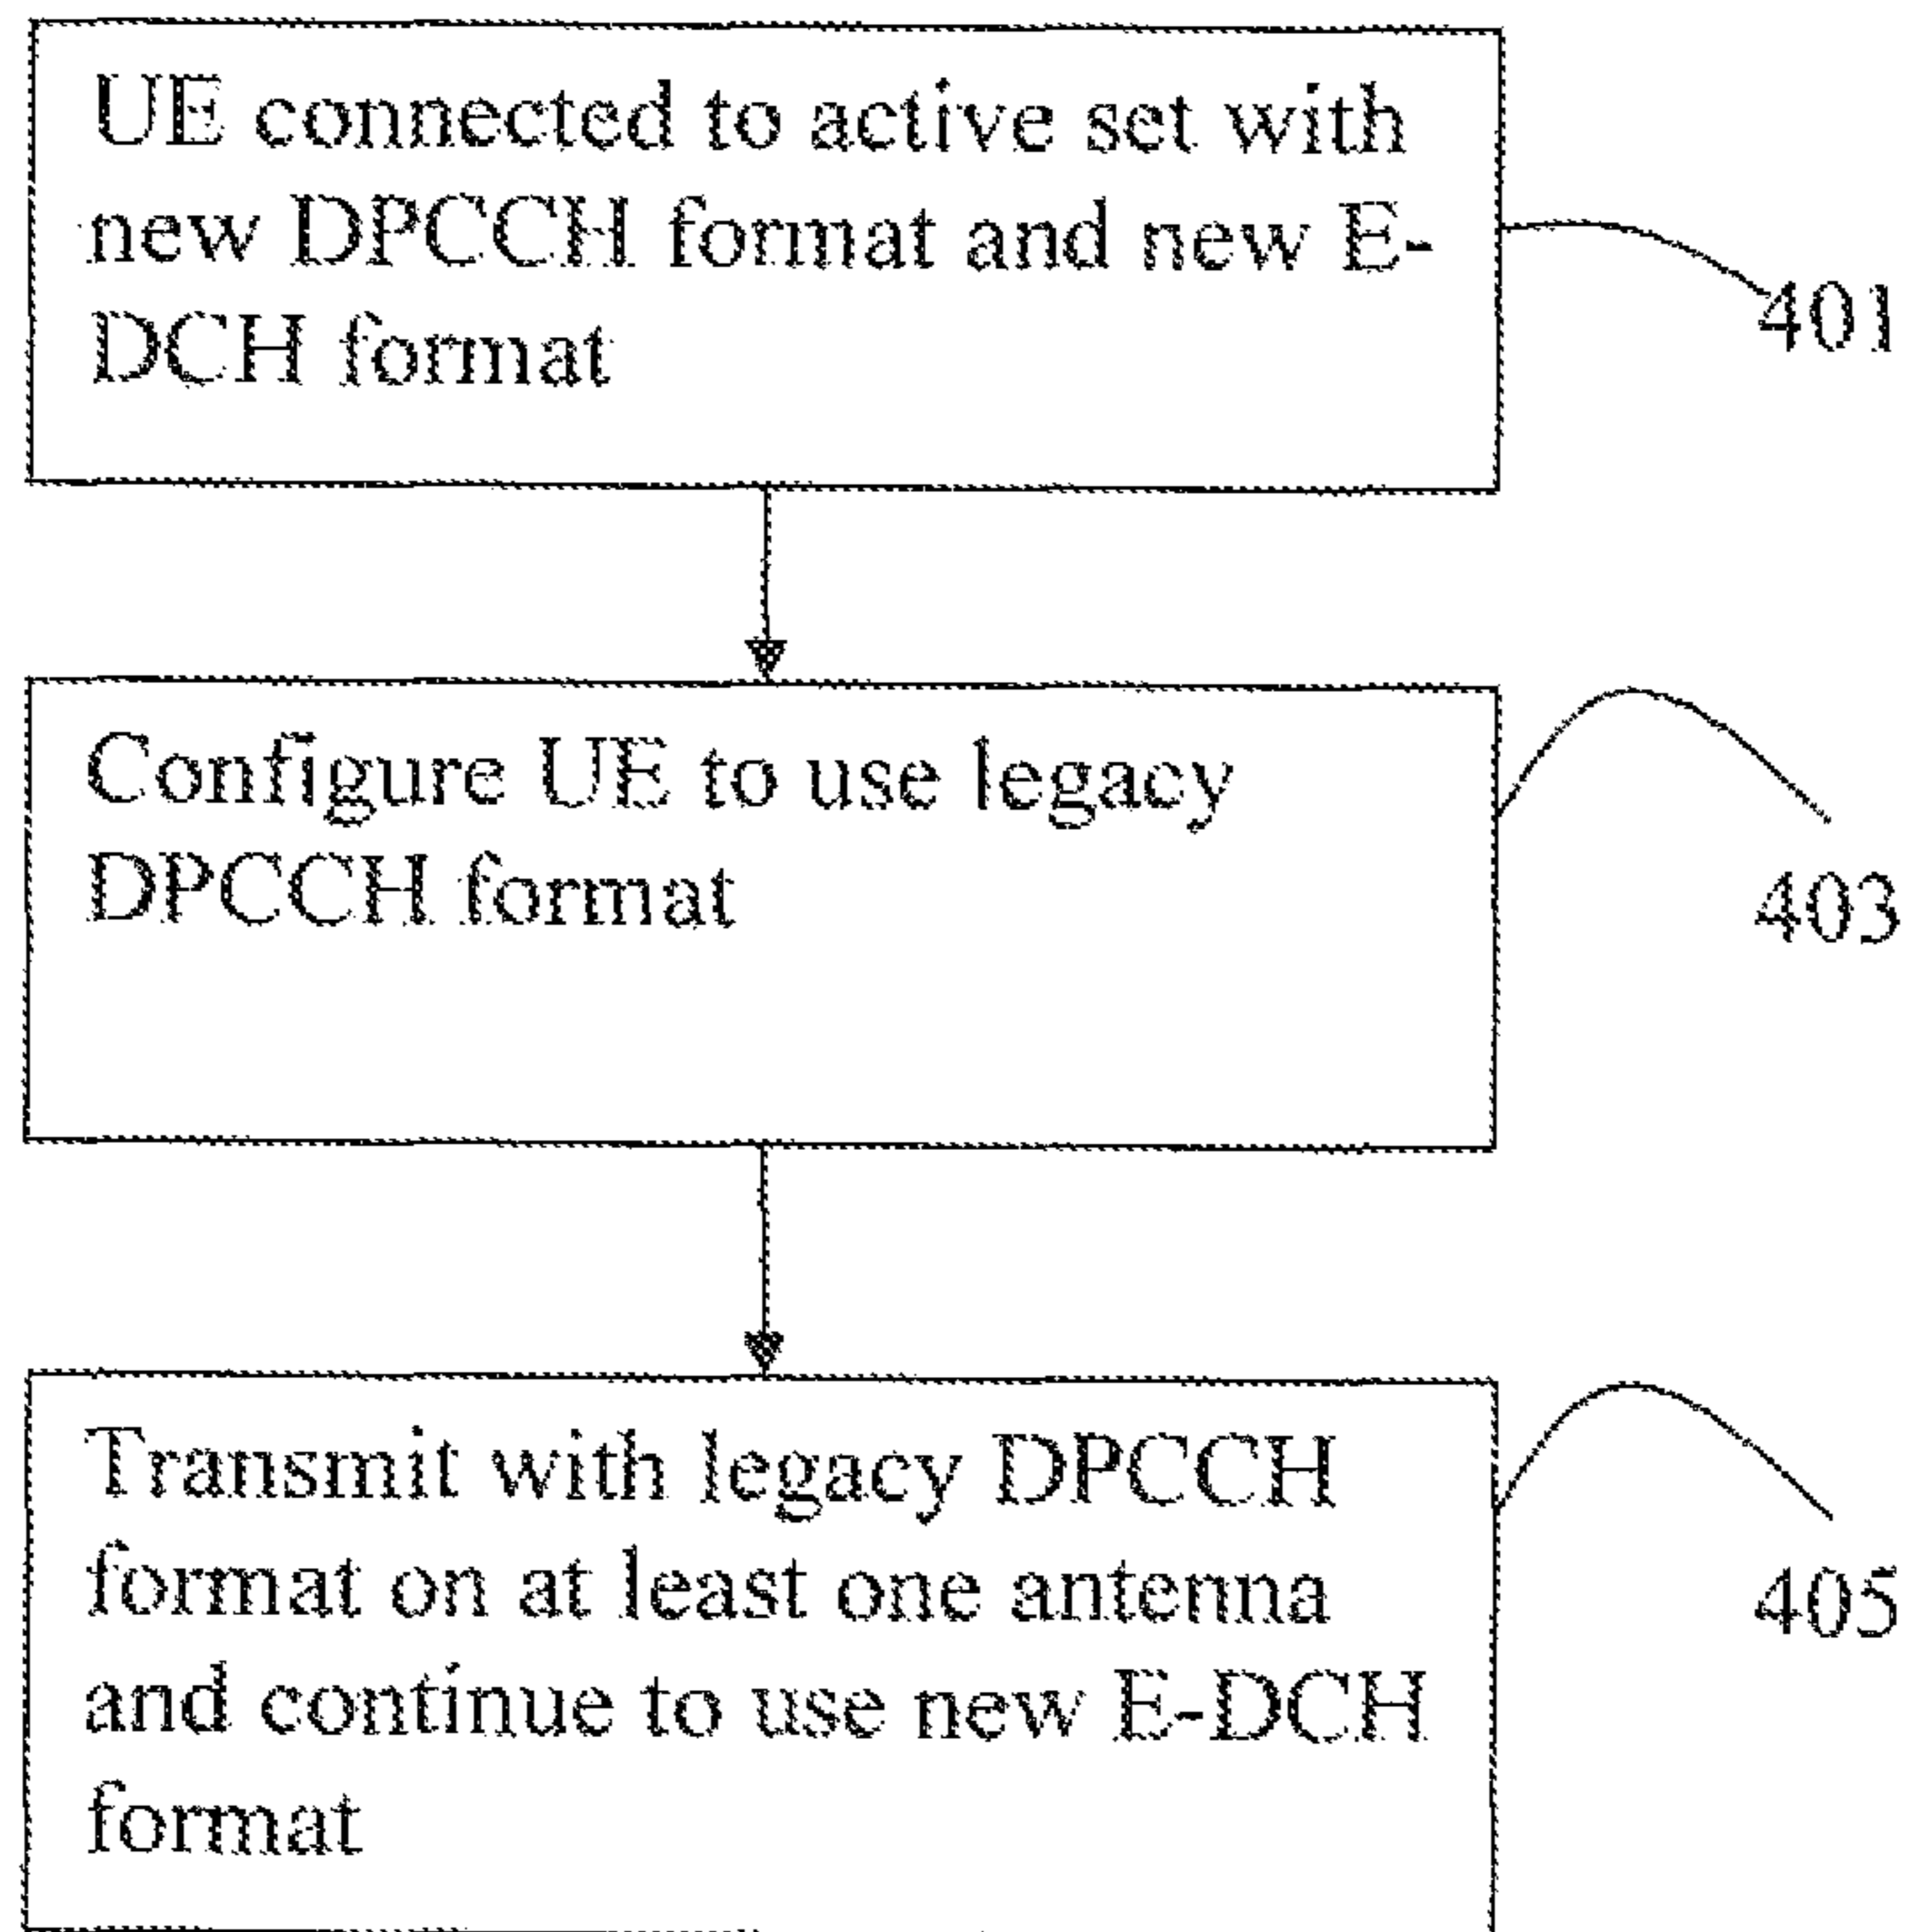 UE connected to active set with
new DPCCH format and new E-
DCH format
401
Configure UE to use legacy
DPCCH format
403
Transmit with legacy DPCCH
format on at least one antenna
and continue to use new E-DCH
format
405